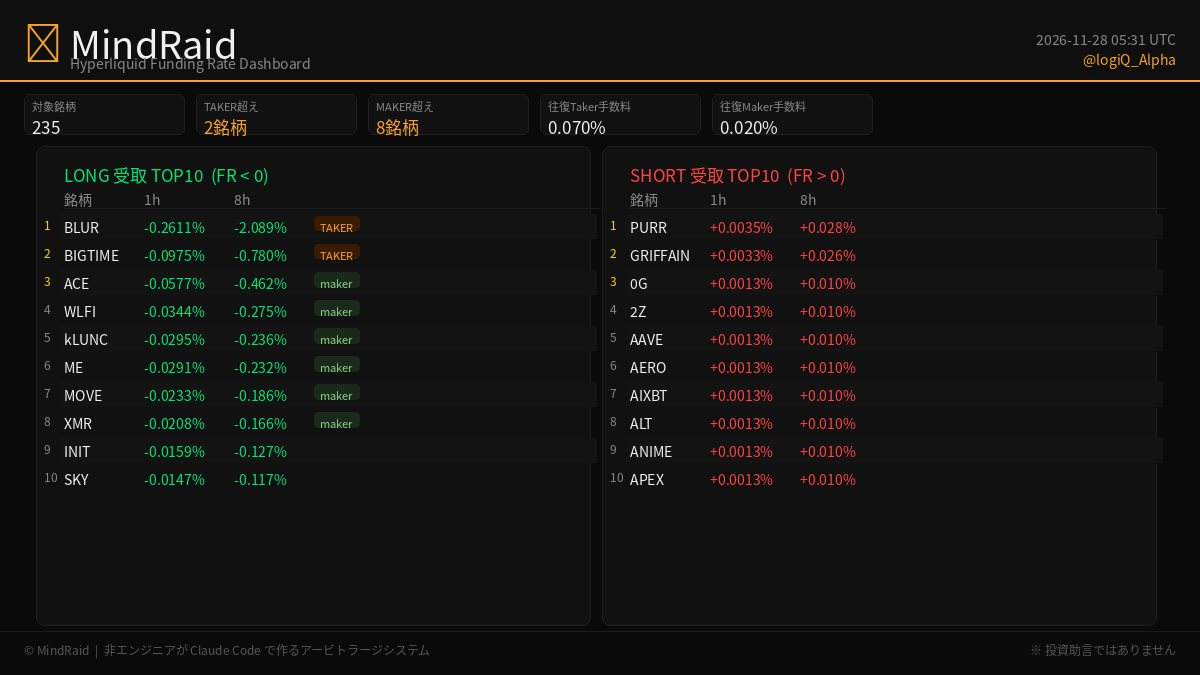 MindRaid
Hyperliquid Funding Rate Dashboard
2026-11-28 05:31 UTC
@logiQ_Alpha
対象銘柄
235
TAKER超え
2銘柄
MAKER超え
8銘柄
往復Taker手数料
0.070%
往復Maker手数料
0.020%
LONG 受取 TOP10 (FR < 0)
銘柄 1h 8h
1 BLUR -0.2611% -2.089% TAKER
2 BIGTIME -0.0975% -0.780% TAKER
3 ACE -0.0577% -0.462% maker
4 WLFI -0.0344% -0.275% maker
5 kLUNC -0.0295% -0.236% maker
6 ME -0.0291% -0.232% maker
7 MOVE -0.0233% -0.186% maker
8 XMR -0.0208% -0.166% maker
9 INIT -0.0159% -0.127%
10 SKY -0.0147% -0.117%
SHORT 受取 TOP10 (FR > 0)
銘柄 1h 8h
1 PURR +0.0035% +0.028%
2 GRIFFAIN +0.0033% +0.026%
3 0G +0.0013% +0.010%
4 2Z +0.0013% +0.010%
5 AAVE +0.0013% +0.010%
6 AERO +0.0013% +0.010%
7 AIXBT +0.0013% +0.010%
8 ALT +0.0013% +0.010%
9 ANIME +0.0013% +0.010%
10 APEX +0.0013% +0.010%
© MindRaid | 非エンジニアが Claude Code で作るアービトラージシステム
※ 投資助言ではありません